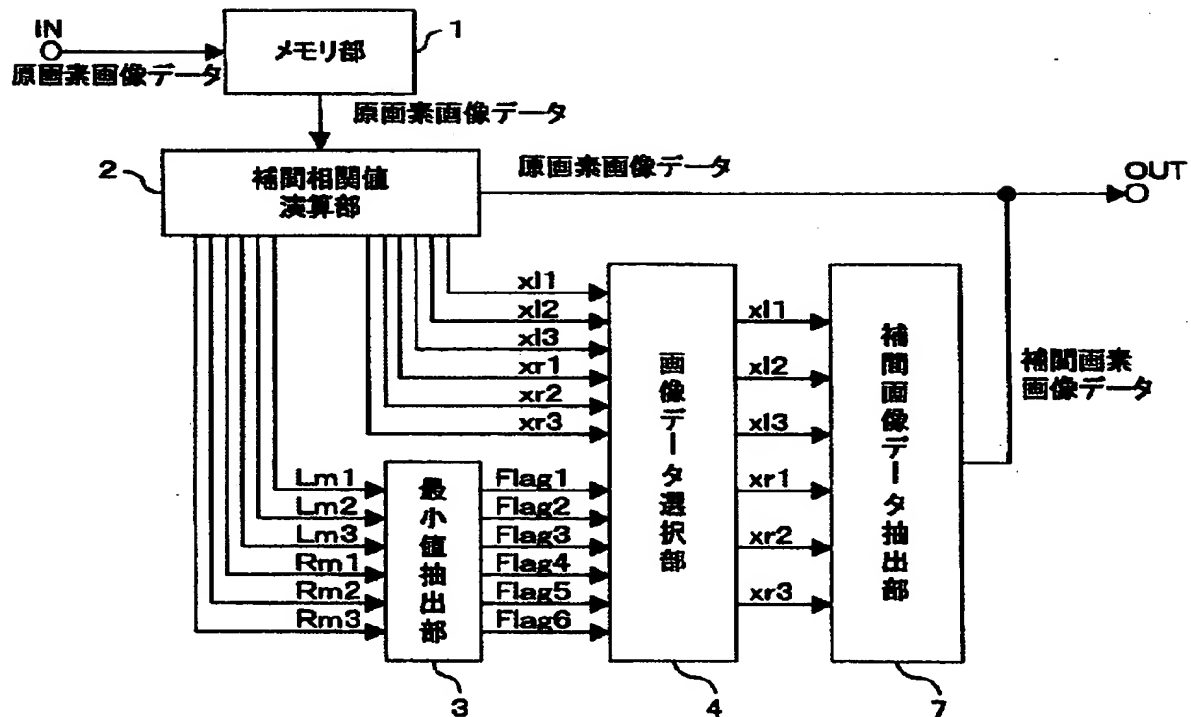 IN
原画素画像データ
メモリ部
1
原画素画像データ
2
補間相関値
演算部
原画素画像データ
OUT
xl1
xl2
xl3
xr1
xr2
xr3
Lm1
Lm2
Lm3
Rm1
Rm2
Rm3
最小値抽出部
3
Flag1
Flag2
Flag3
Flag4
Flag5
Flag6
画像データ選択部
4
xl1
xl2
xl3
xr1
xr2
xr3
補間画像データ抽出部
7
補間画素
画像データ